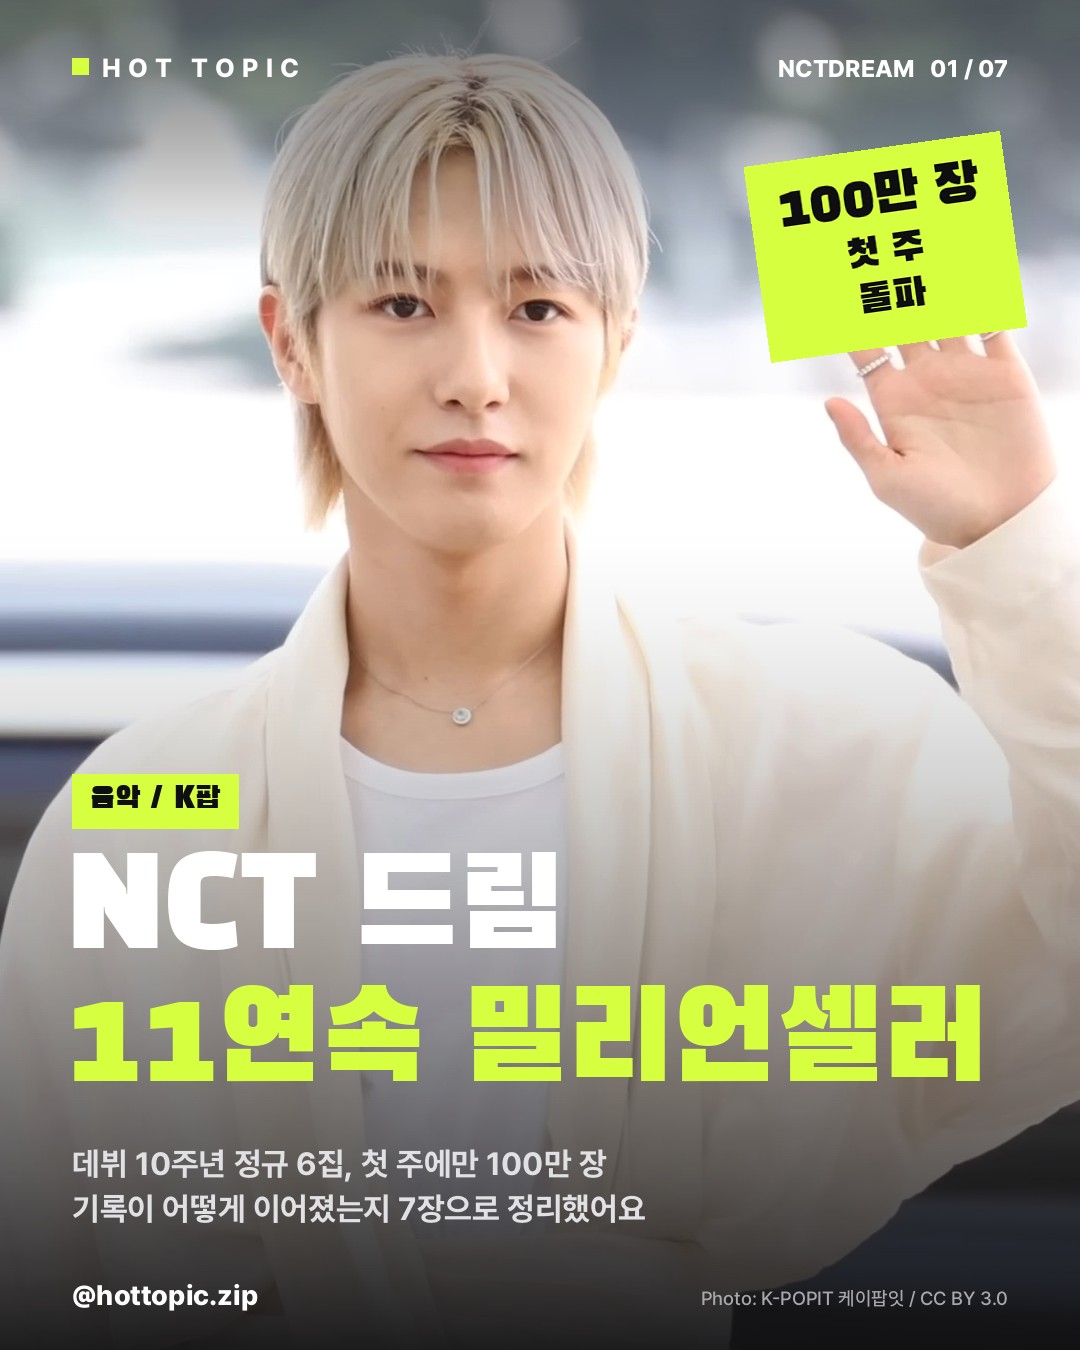 HOT TOPIC
NCTDREAM 01 / 07
100만 장
첫 주
돌파
음악 / K팝
NCT 드림
11연속 밀리언셀러
데뷔 10주년 정규 6집, 첫 주에만 100만 장
기록이 어떻게 이어졌는지 7장으로 정리했어요
@hottopic.zip
Photo: K-POPIT 케이팝잇 / CC BY 3.0